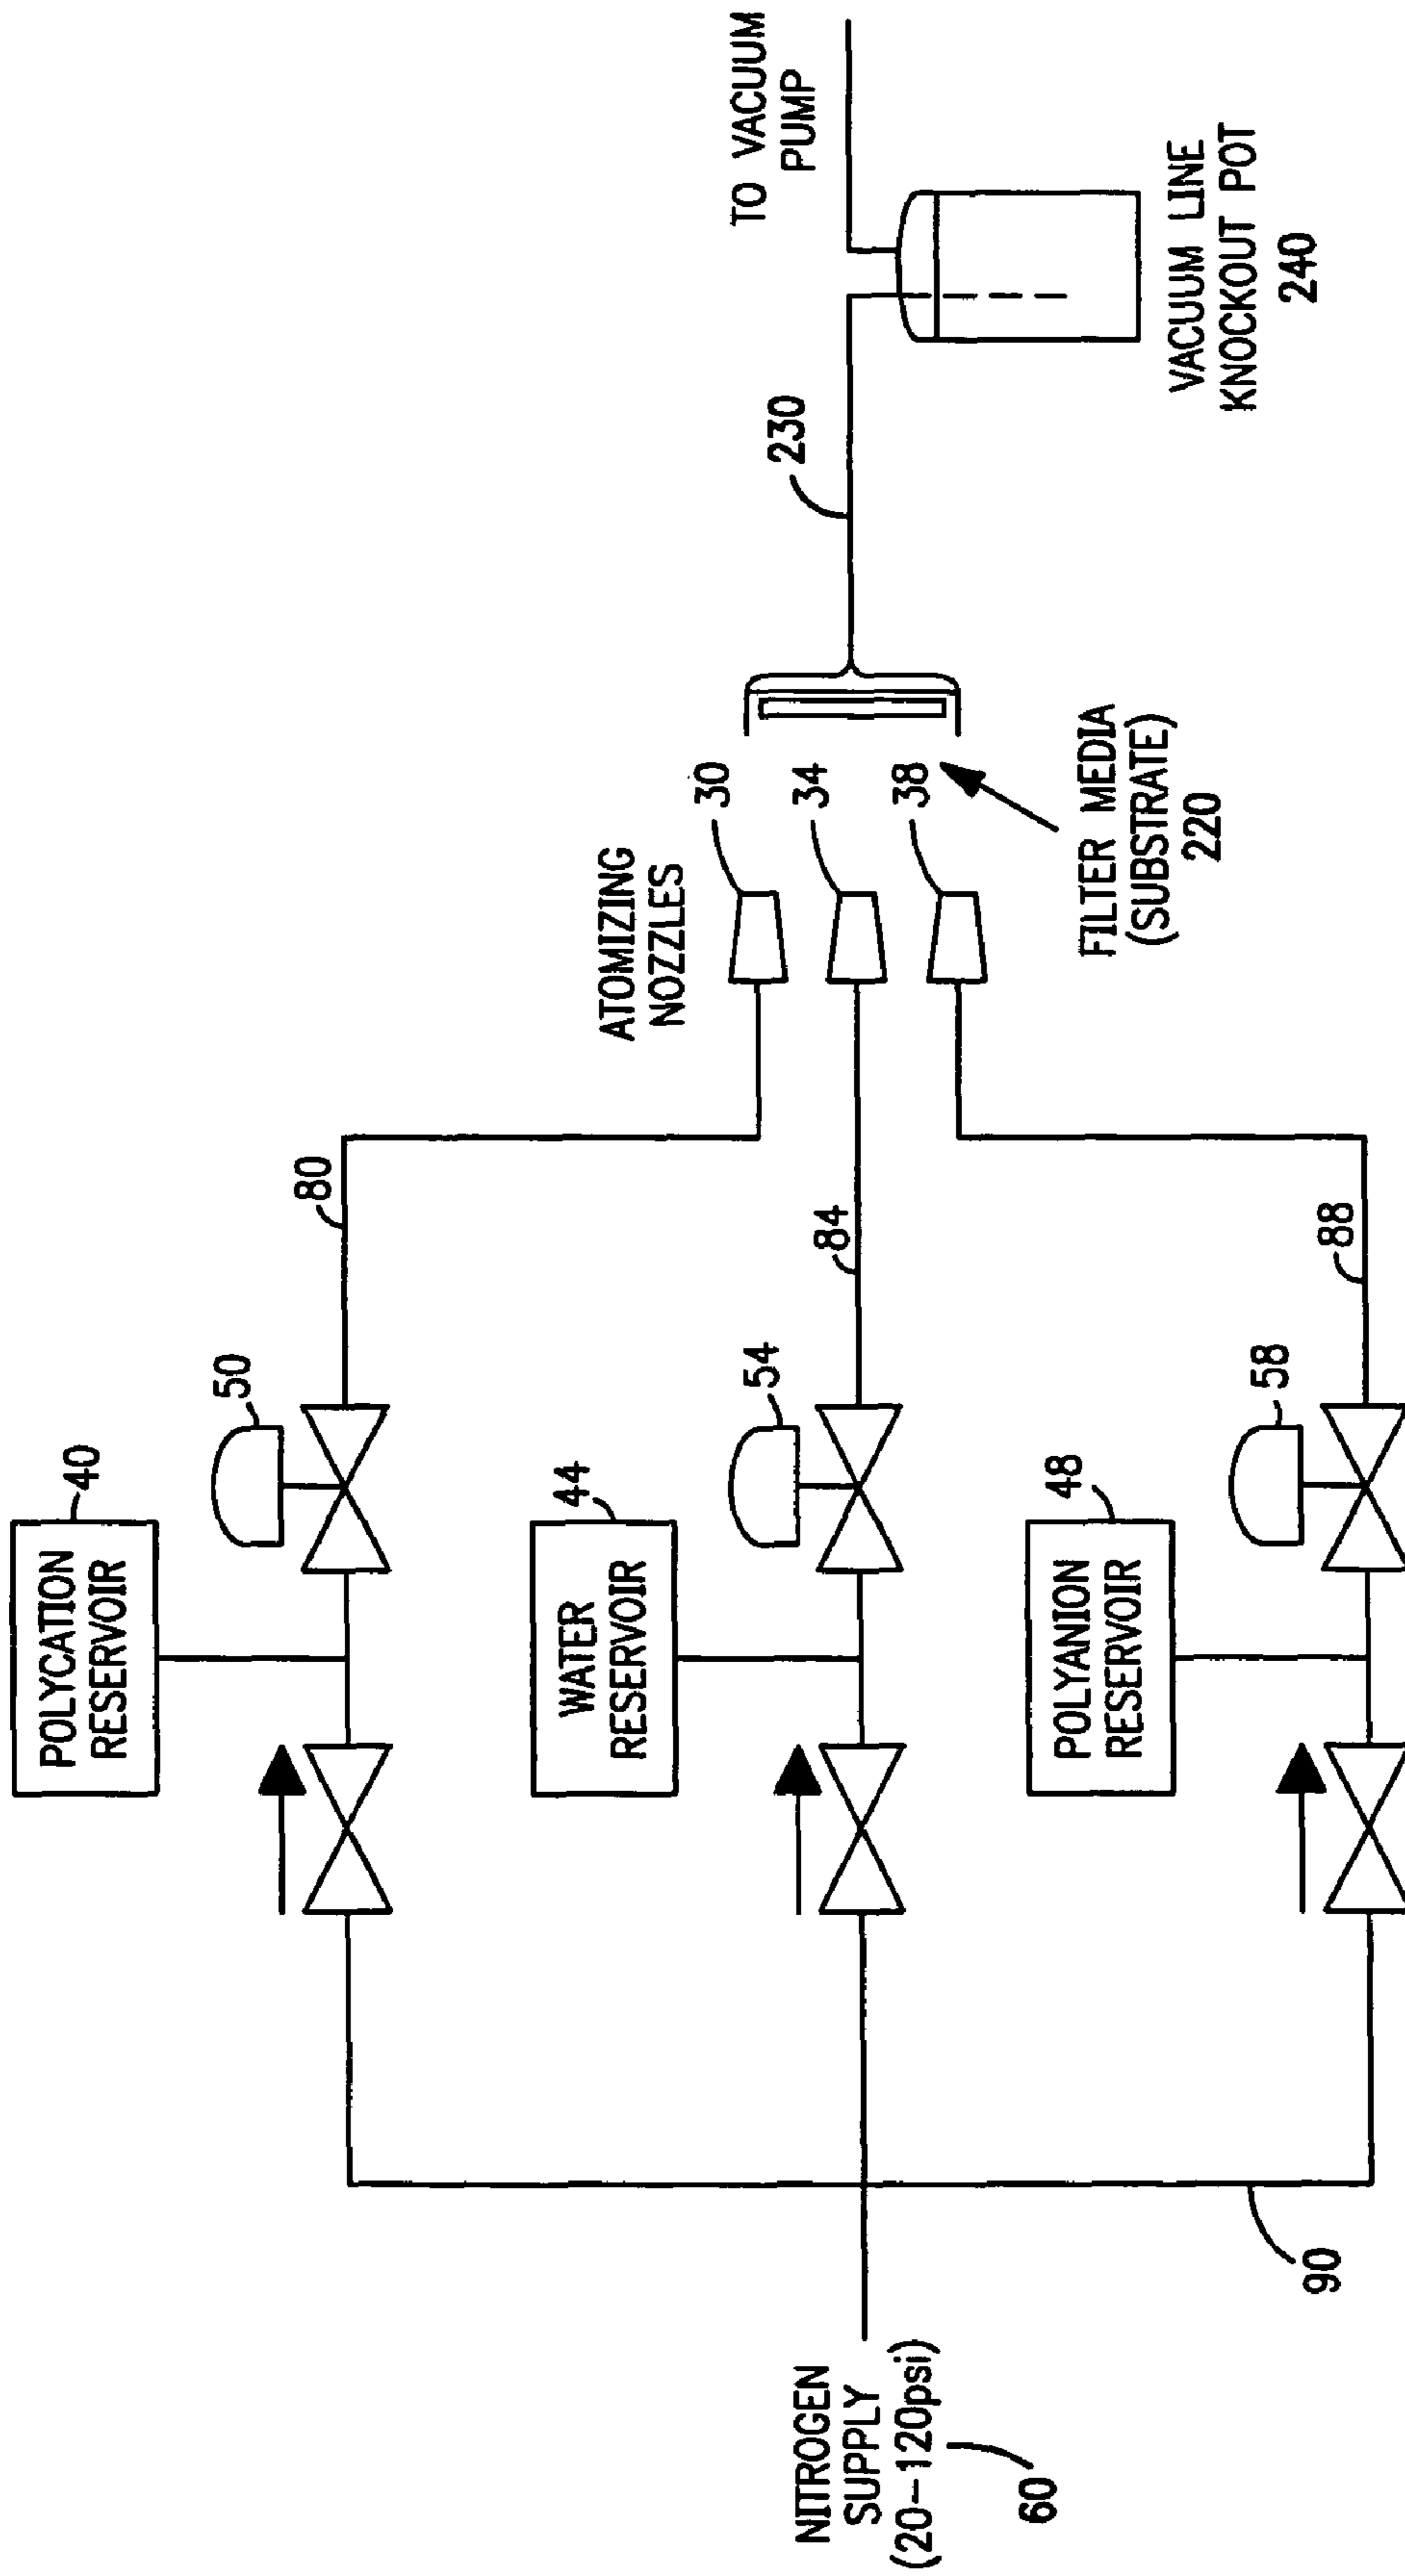 POLYCATION
RESERVOIR
40
50
80
WATER
RESERVOIR
44
54
84
POLYANION
RESERVOIR
48
58
88
NITROGEN
SUPPLY
(20-120psi)
60
90
ATOMIZING
NOZZLES
30
34
38
FILTER MEDIA
(SUBSTRATE)
220
230
TO VACUUM
PUMP
VACUUM LINE
KNOCKOUT POT
240